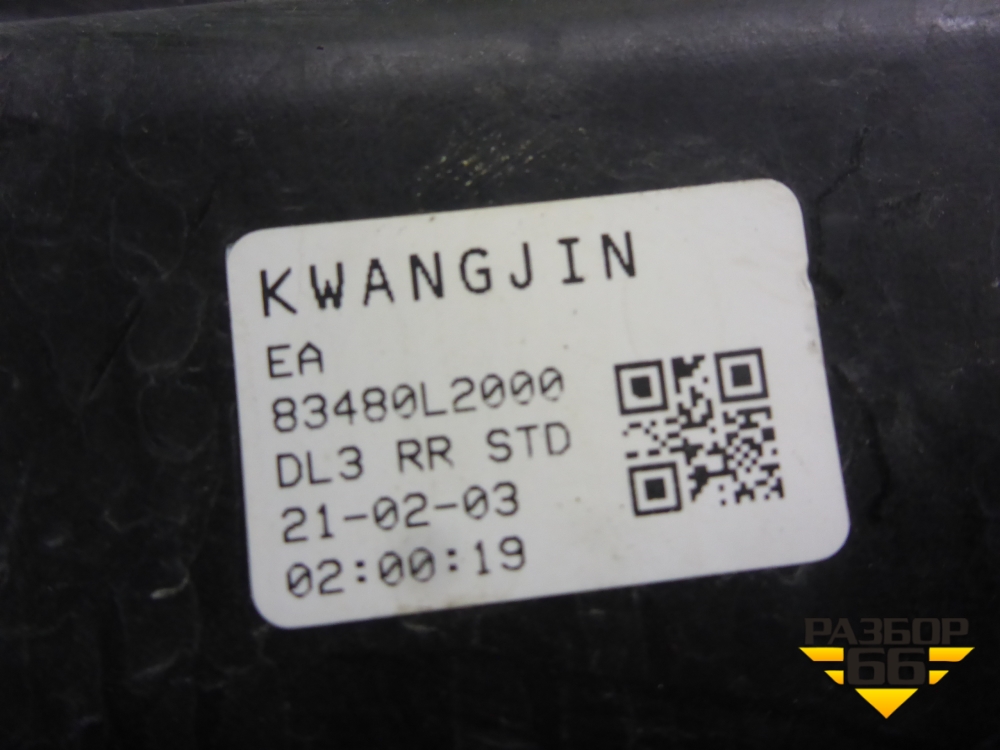 KWANGJIN
EA
83480L2000
DL3 RR STD
21-02-03
02:00:19
РАЗБОР
66